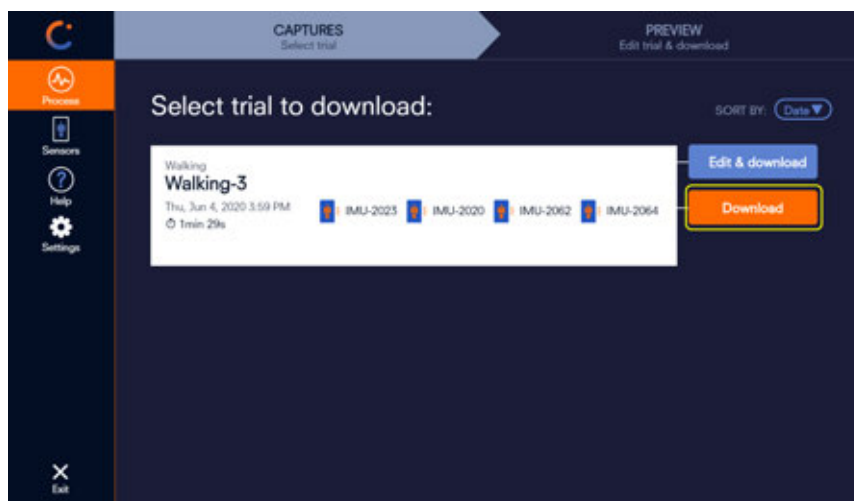 CAPTURES
Select trial
PREVIEW
Edit trial & download
Process
Sensors
Help
Settings
Exit
Select trial to download:
SORT BY: Date▼
Walking
Walking-3
Thu, Jun 4, 2020 3:59 PM
1min 29s
IMU-2023 IMU-2020 IMU-2062 IMU-2064
Edit & download
Download